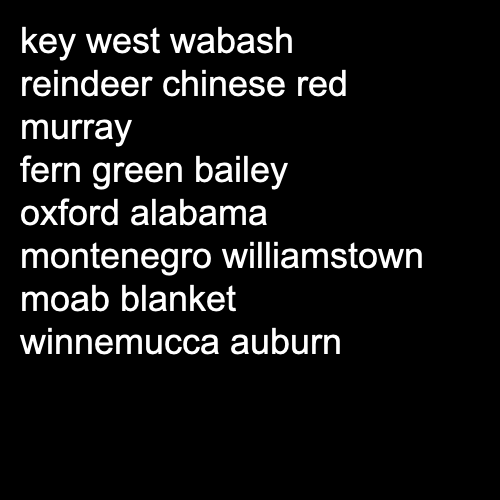 key west wabash
reindeer chinese red
murray
fern green bailey
oxford alabama
montenegro williamstown
moab blanket
winnemucca auburn